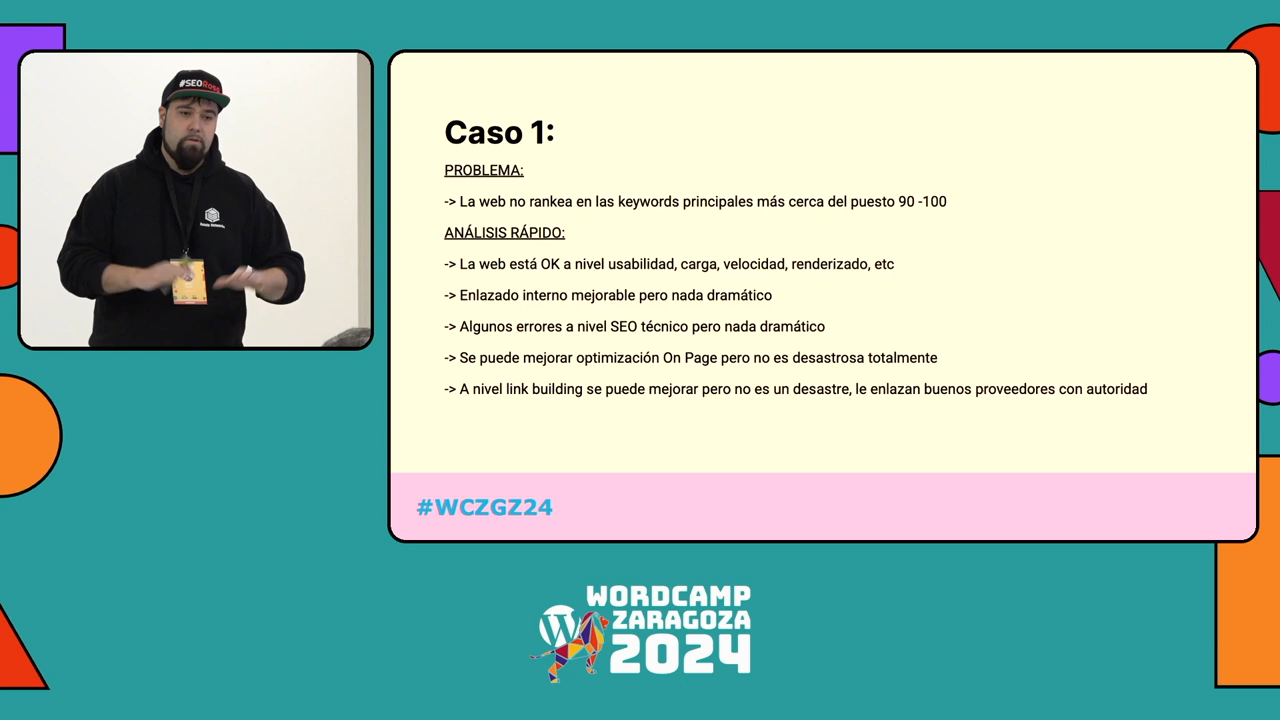 #SEORosa
Caso 1:
PROBLEMA:
-> La web no rankea en las keywords principales más cerca del puesto 90 -100
ANÁLISIS RÁPIDO:
-> La web está OK a nivel usabilidad, carga, velocidad, renderizado, etc
-> Enlazado interno mejorable pero nada dramático
-> Algunos errores a nivel SEO técnico pero nada dramático
-> Se puede mejorar optimización On Page pero no es desastrosa totalmente
-> A nivel link building se puede mejorar pero no es un desastre, le enlazan buenos proveedores con autoridad
#WCZGZ24
WORDCAMP
ZARAGOZA
2024